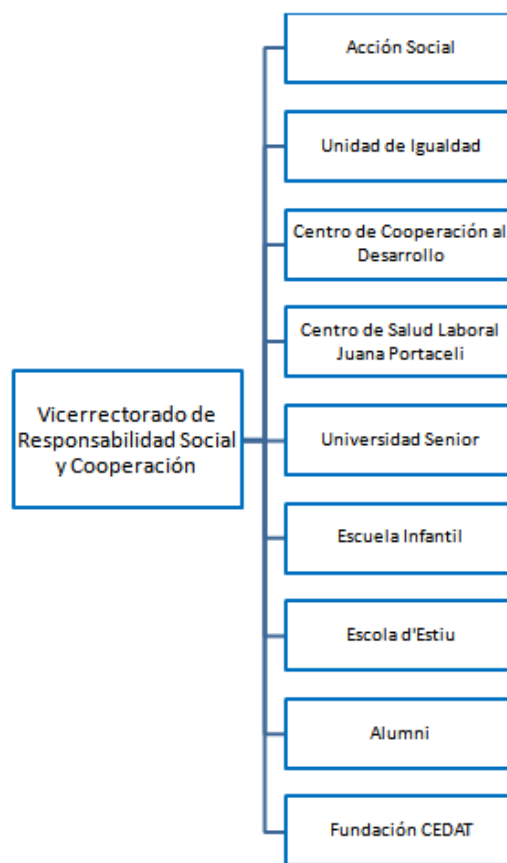 Acción Social
Unidad de Igualdad
Centro de Cooperación al
Desarrollo
Centro de Salud Laboral
Juana Portaceli
Vicerrectorado de
Responsabilidad Social
y Cooperación
Universidad Senior
Escuela Infantil
Escola d'Estiu
Alumni
Fundación CEDAT